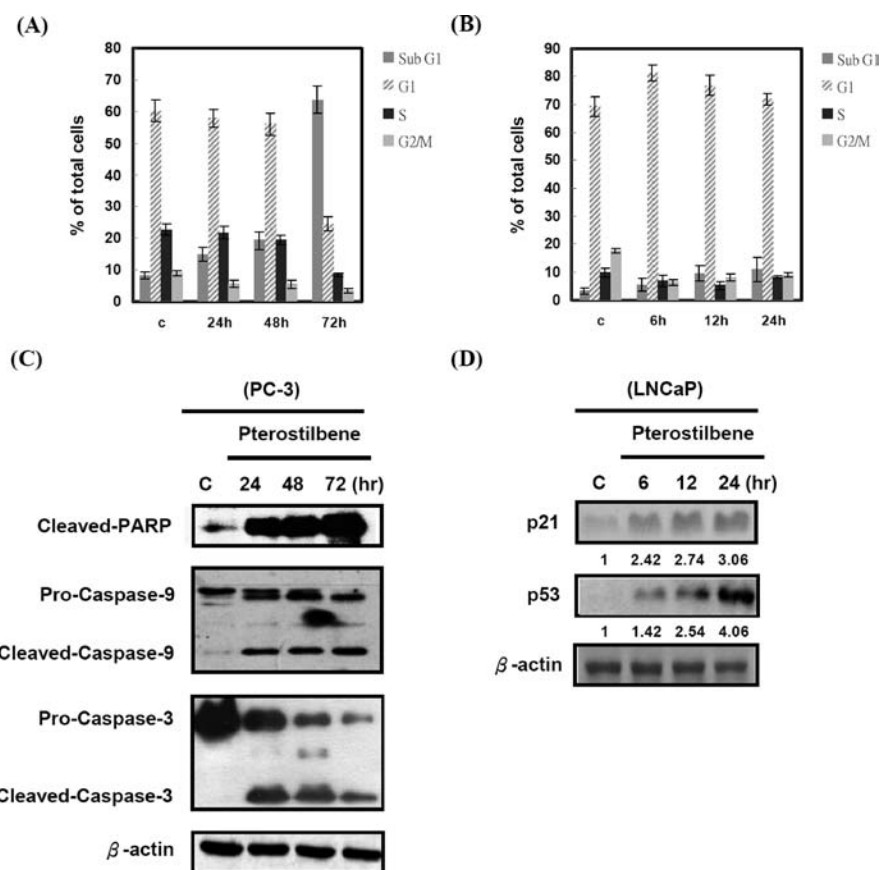 (A)
80
70
60
50
40
30
20
10
0
% of total cells
c 24h 48h 72h
Sub G1
G1
S
G2/M
(B)
90
80
70
60
50
40
30
20
10
0
% of total cells
c 6h 12h 24h
Sub G1
G1
S
G2/M
(C)
(PC-3)
Pterostilbene
C 24 48 72 (hr)
Cleaved-PARP
Pro-Caspase-9
Cleaved-Caspase-9
Pro-Caspase-3
Cleaved-Caspase-3
β-actin
(D)
(LNCaP)
Pterostilbene
C 6 12 24 (hr)
p21
1 2.42 2.74 3.06
p53
1 1.42 2.54 4.06
β-actin